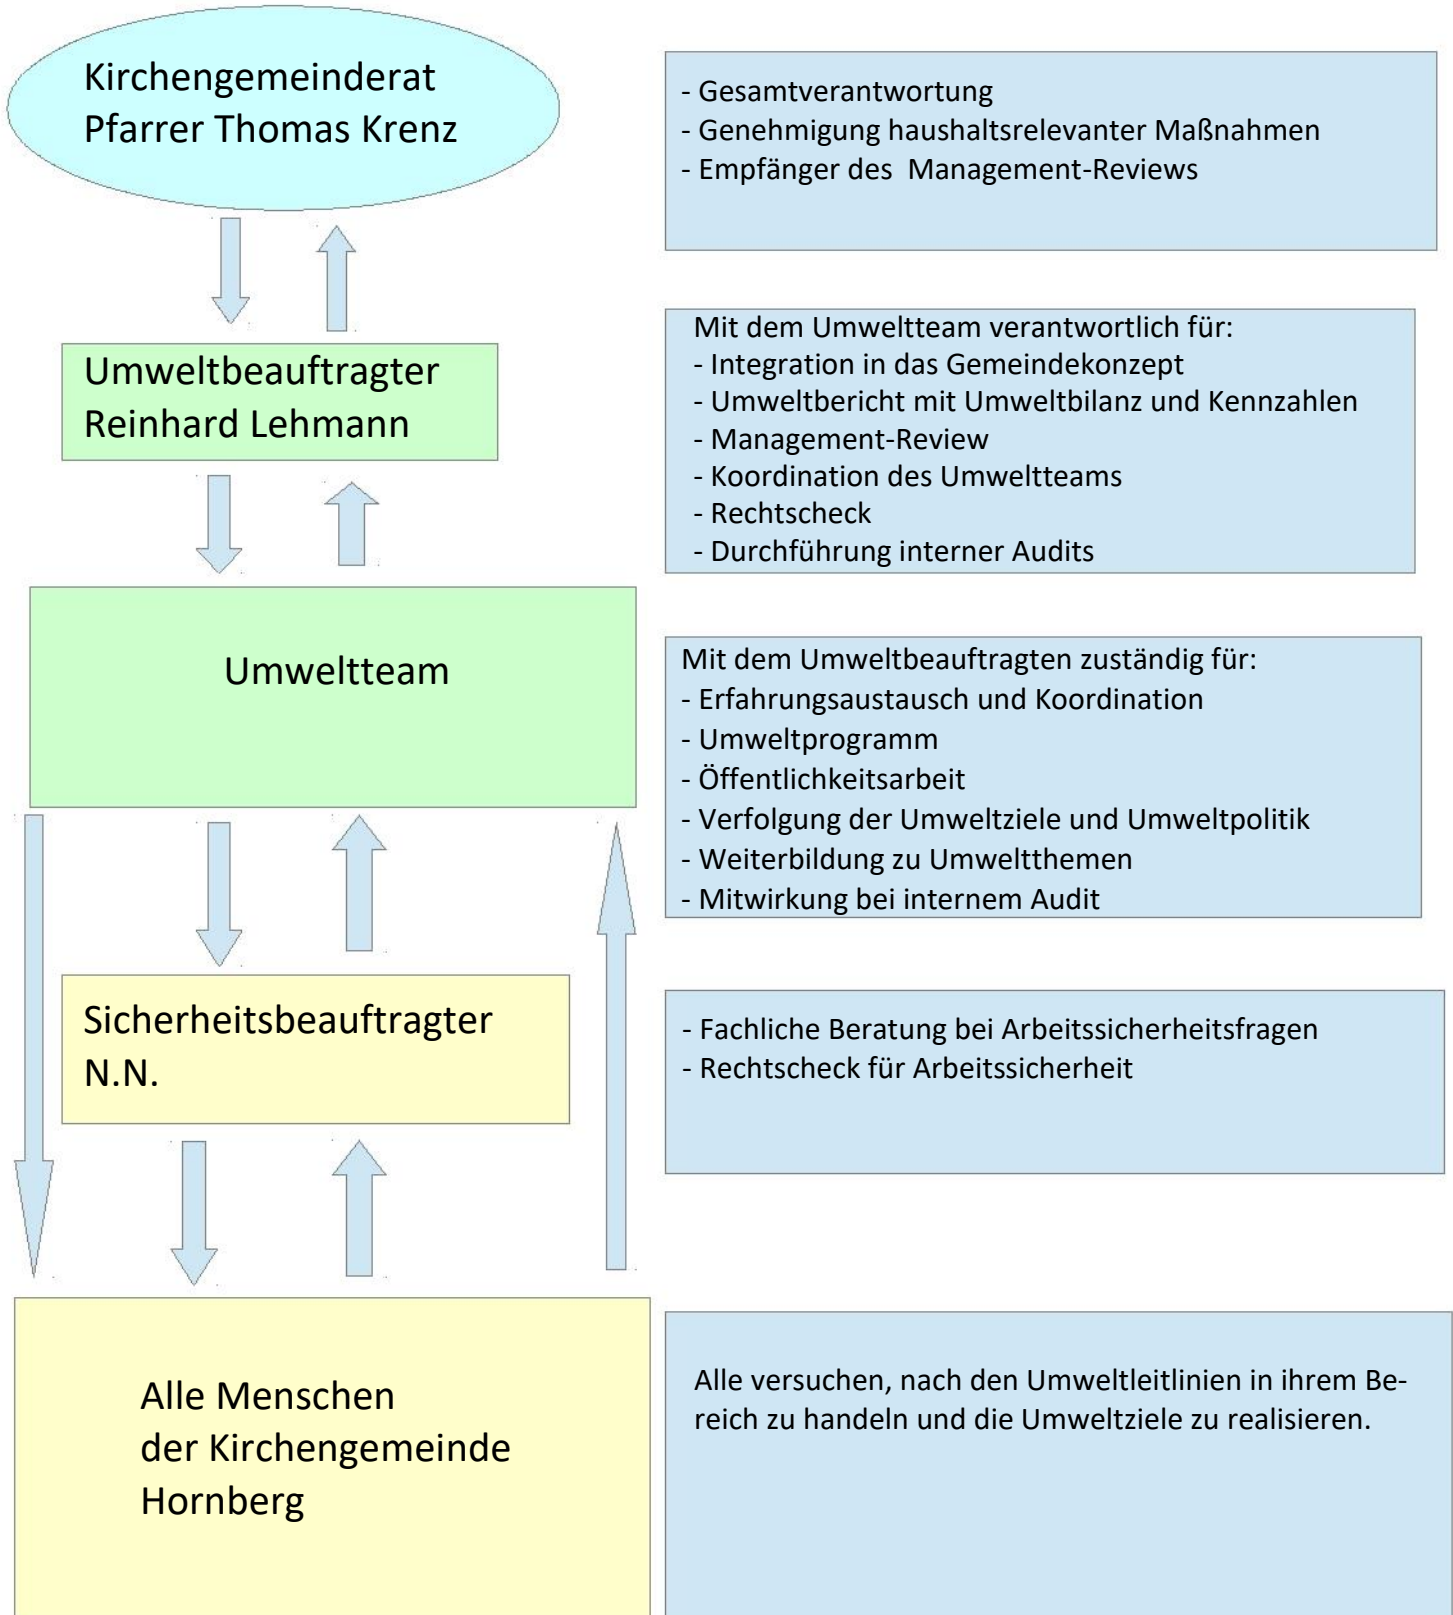 Kirchengemeinderat
Pfarrer Thomas Krenz
- Gesamtverantwortung
- Genehmigung haushaltsrelevanter Maßnahmen
- Empfänger des  Management-Reviews
Umweltbeauftragter
Reinhard Lehmann
Mit dem Umweltteam verantwortlich für:
- Integration in das Gemeindekonzept
- Umweltbericht mit Umweltbilanz und Kennzahlen
- Management-Review
- Koordination des Umweltteams
- Rechtscheck
- Durchführung interner Audits
Umweltteam
Mit dem Umweltbeauftragten zuständig für:
- Erfahrungsaustausch und Koordination
- Umweltprogramm
- Öffentlichkeitsarbeit
- Verfolgung der Umweltziele und Umweltpolitik
- Weiterbildung zu Umweltthemen
- Mitwirkung bei internem Audit
Sicherheitsbeauftragter
N.N.
- Fachliche Beratung bei Arbeitssicherheitsfragen
- Rechtscheck für Arbeitssicherheit
Alle Menschen
der Kirchengemeinde
Hornberg
Alle versuchen, nach den Umweltleitlinien in ihrem Be-
reich zu handeln und die Umweltziele zu realisieren.